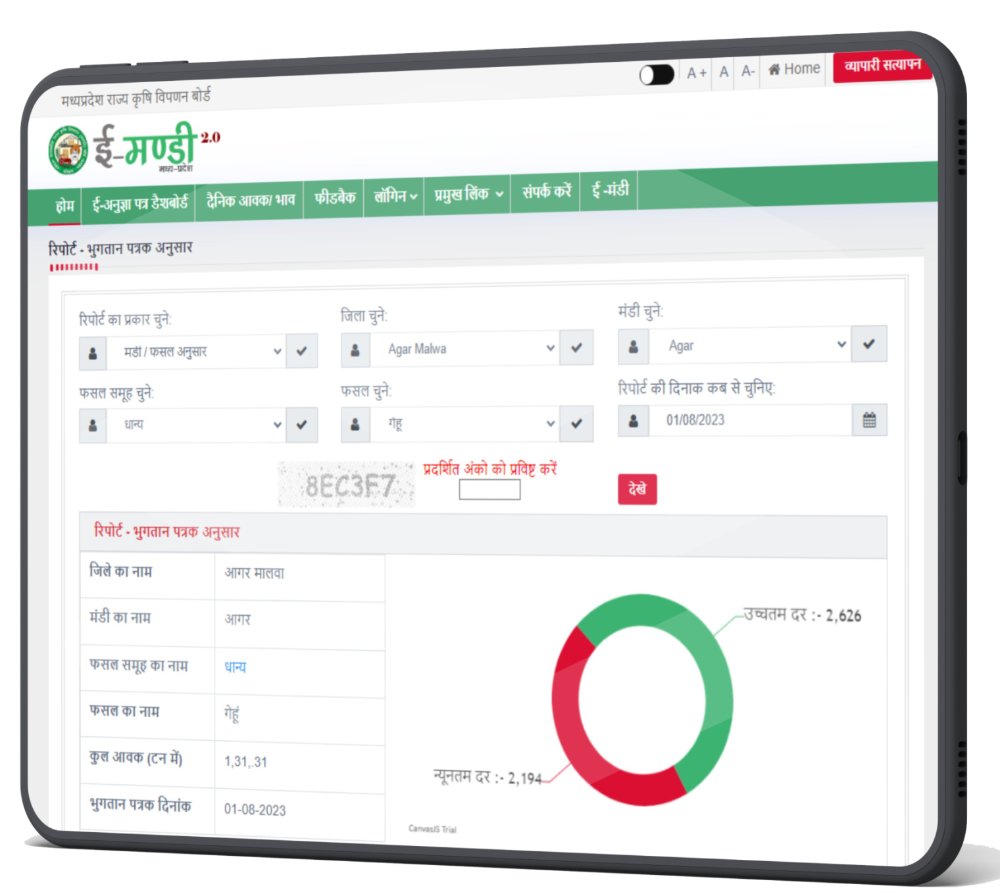 मध्यप्रदेश राज्य कृषि विपणन बोर्ड
A +
A
A-
Home
व्यापारी सत्यापन
ई-मण्डी 2.0
मध्य-प्रदेश
होम
ई-अनुज्ञा पत्र डैशबोर्ड
दैनिक आवक/ भाव
फीडबैक
लॉगिन
प्रमुख लिंक
संपर्क करें
ई -मंडी
रिपोर्ट - भुगतान पत्रक अनुसार
रिपोर्ट का प्रकार चुने:
जिला चुने:
मंडी चुने:
मडी / फसल अनुसार
Agar Malwa
Agar
फसल समूह चुने:
फसल चुने:
रिपोर्ट की दिनाक कब से चुनिए:
धान्य
गेहू
01/08/2023
8EC3F7
प्रदर्शित अंको को प्रविष्ट करें
देखे
रिपोर्ट - भुगतान पत्रक अनुसार
जिले का नाम
आगर मालवा
मंडी का नाम
आगर
फसल समूह का नाम
धान्य
फसल का नाम
गेहूं
कुल आवक (टन में)
1,31,.31
भुगतान पत्रक दिनांक
01-08-2023
उच्चतम दर :- 2,626
न्यूनतम दर :- 2,194
CanvasJS Trial